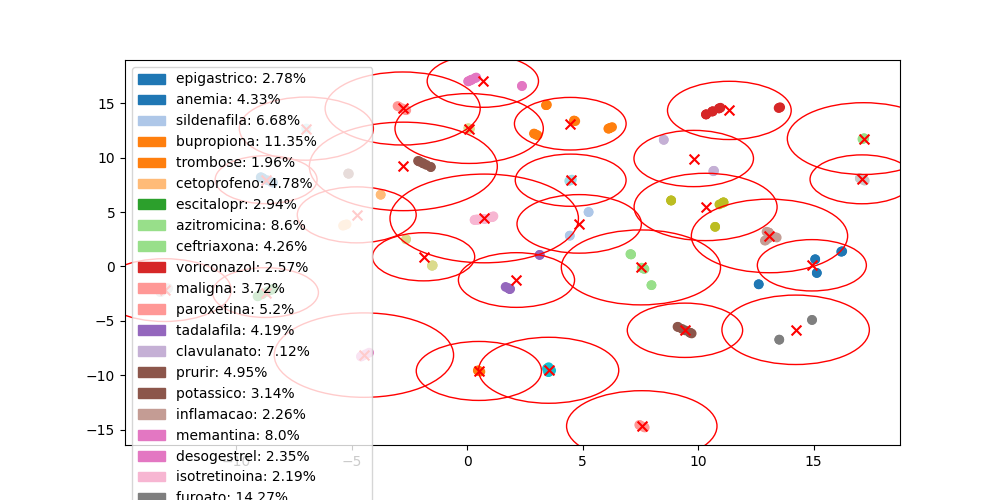 epigastrico: 2.78%
anemia: 4.33%
sildenafila: 6.68%
bupropiona: 11.35%
trombose: 1.96%
cetoprofeno: 4.78%
escitalopr: 2.94%
azitromicina: 8.6%
ceftriaxona: 4.26%
voriconazol: 2.57%
maligna: 3.72%
paroxetina: 5.2%
tadalafila: 4.19%
clavulanato: 7.12%
prurir: 4.95%
potassico: 3.14%
inflamacao: 2.26%
memantina: 8.0%
desogestrel: 2.35%
isotretinoina: 2.19%
furoato: 14.27%
15
10
5
0
−5
−10
−15
−10
−5
0
5
10
15